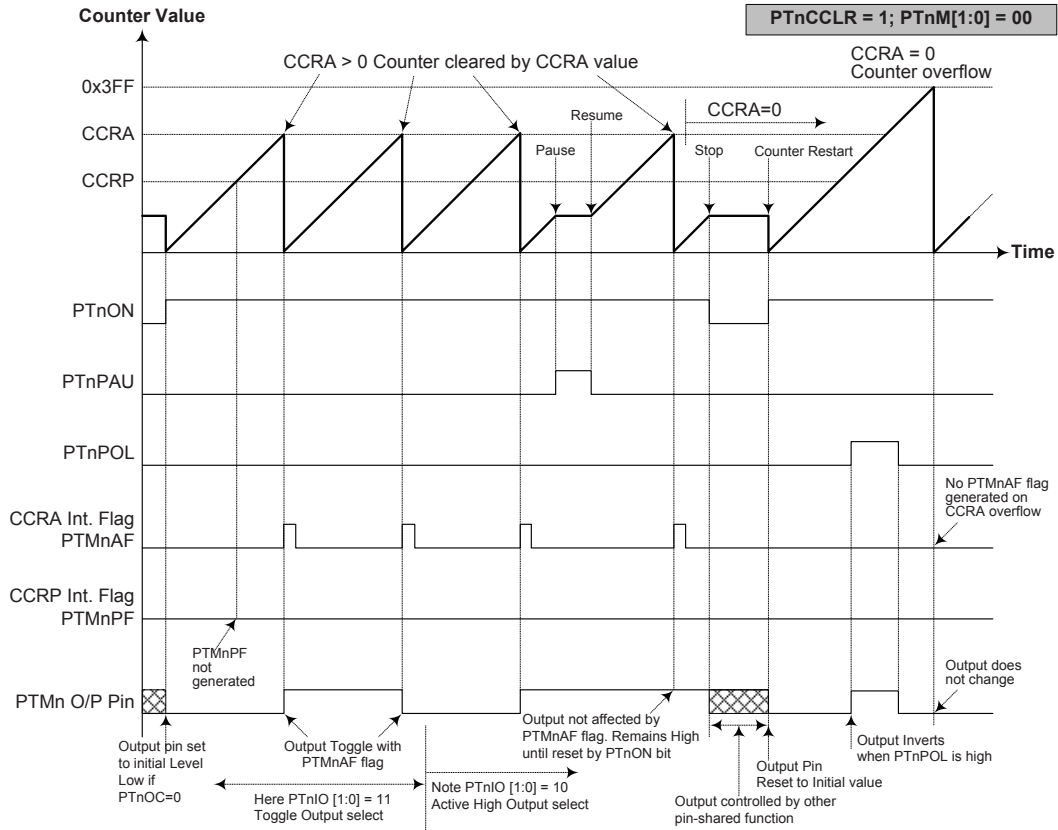 Counter Value
PTnCCLR = 1; PTnM[1:0] = 00
CCRA = 0
Counter overflow
CCRA > 0 Counter cleared by CCRA value
0x3FF
CCRA=0
Resume
CCRA
Pause
Stop
Counter Restart
CCRP
Time
PTnON
PTnPAU
PTnPOL
No PTMnAF flag
generated on
CCRA overflow
CCRA Int. Flag
PTMnAF
CCRP Int. Flag
PTMnPF
PTMnPF
not
generated
Output does
not change
PTMn O/P Pin
Output pin set
to initial Level
Low if
PTnOC=0
Output Toggle with
PTMnAF flag
Output not affected by
PTMnAF flag. Remains High
until reset by PTnON bit
Output Inverts
when PTnPOL is high
Output Pin
Reset to Initial value
Here PTnIO [1:0] = 11
Toggle Output select
Note PTnIO [1:0] = 10
Active High Output select
Output controlled by other
pin-shared function